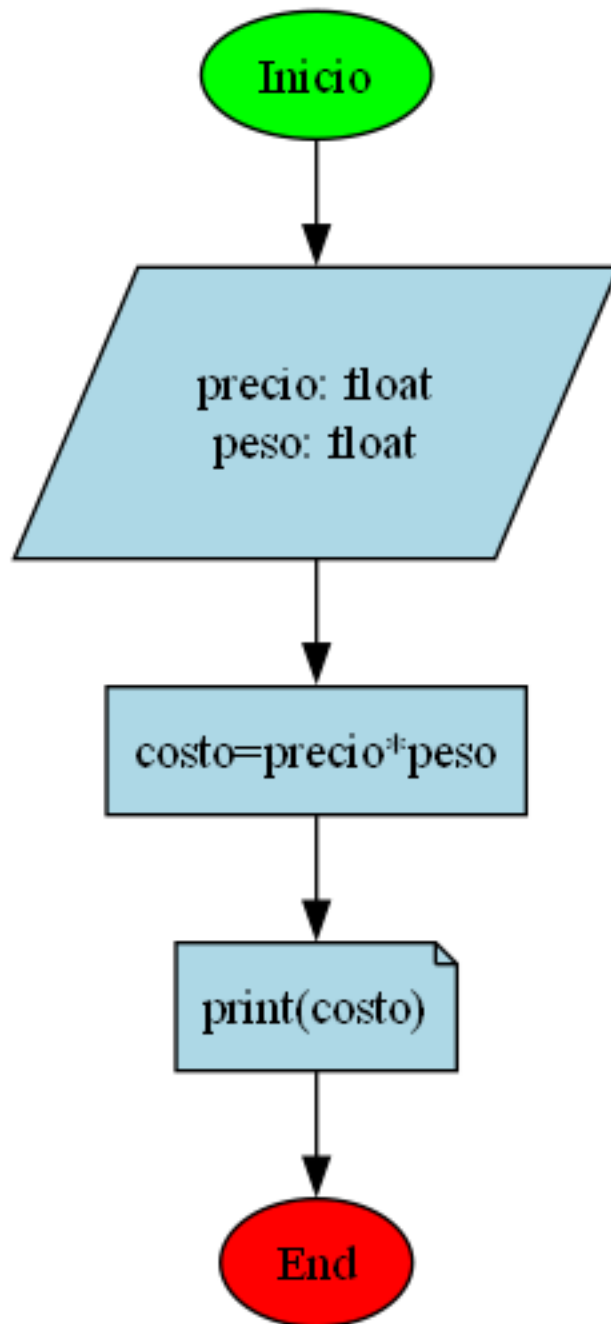 Inicio
precio: float
peso: float
costo=precio*peso
print(costo)
End